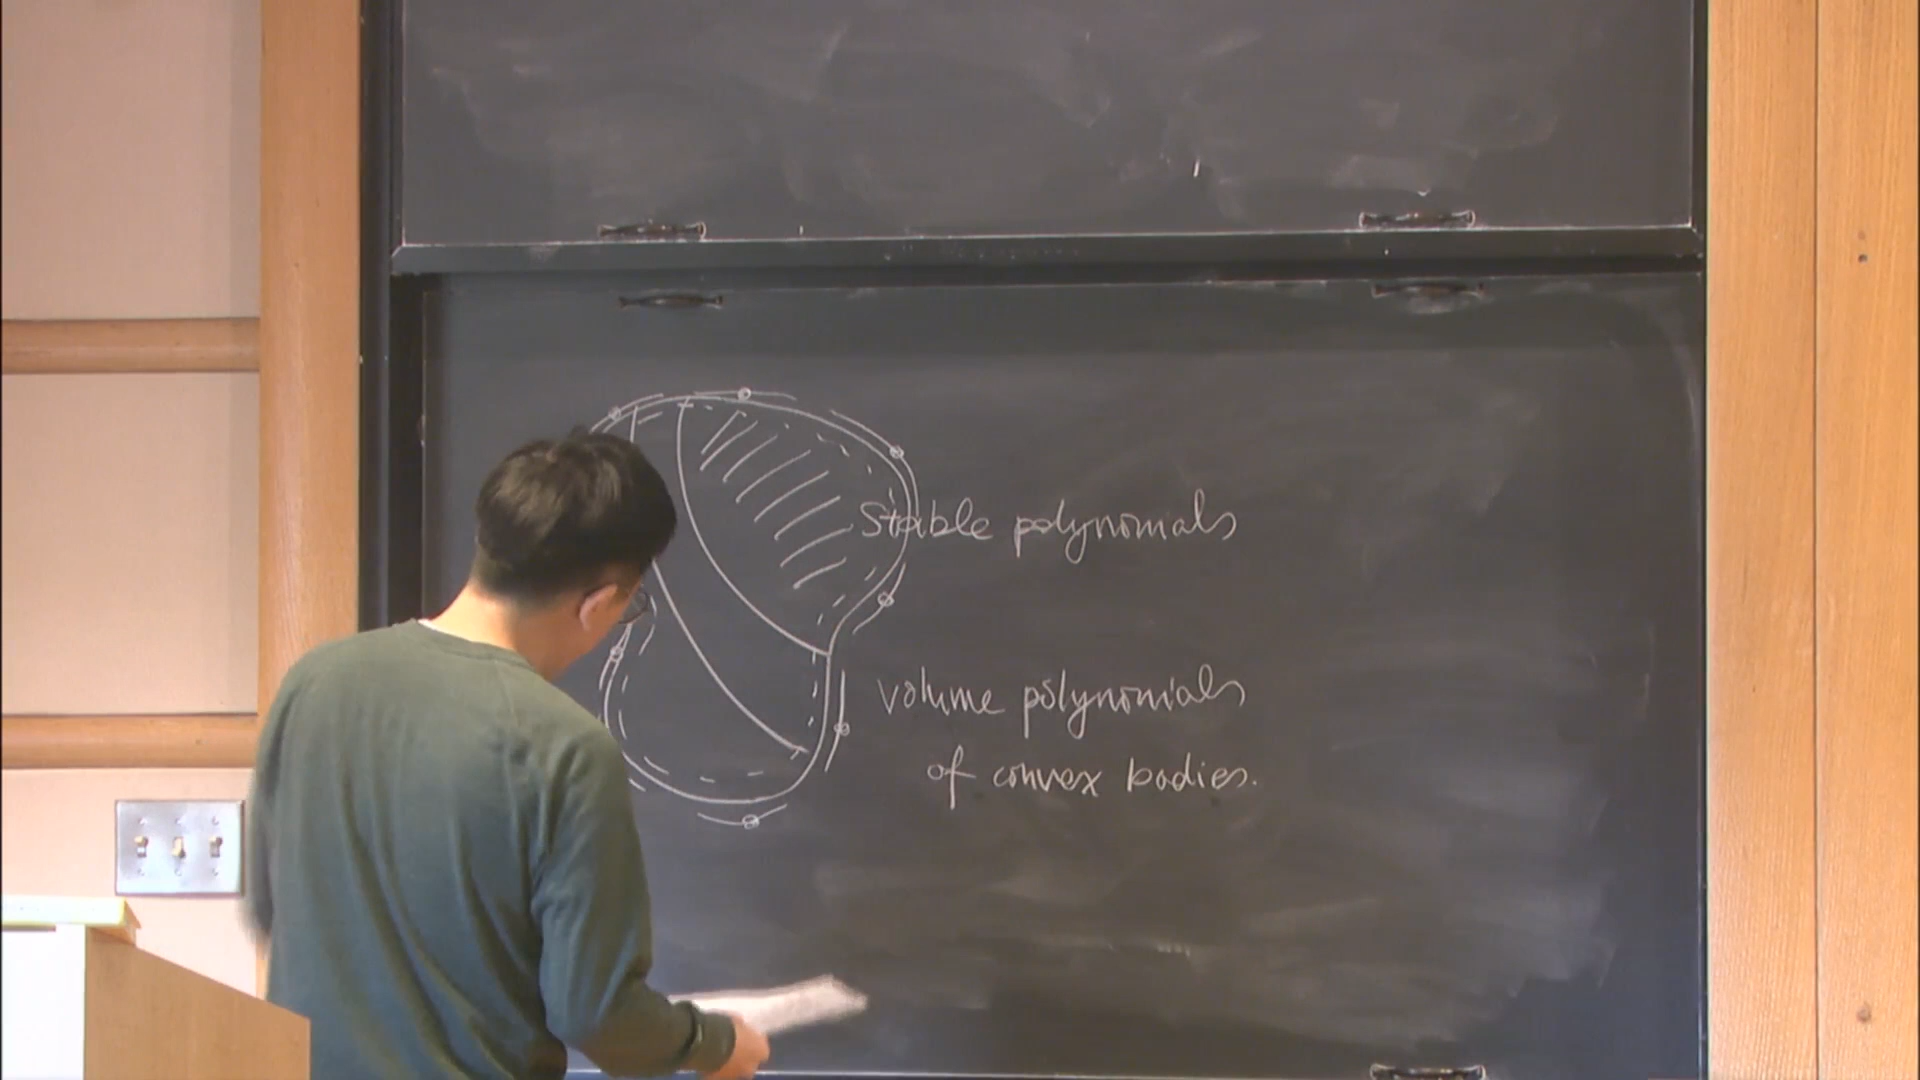 Stable polynomials
volume polynomials
of convex bodies.